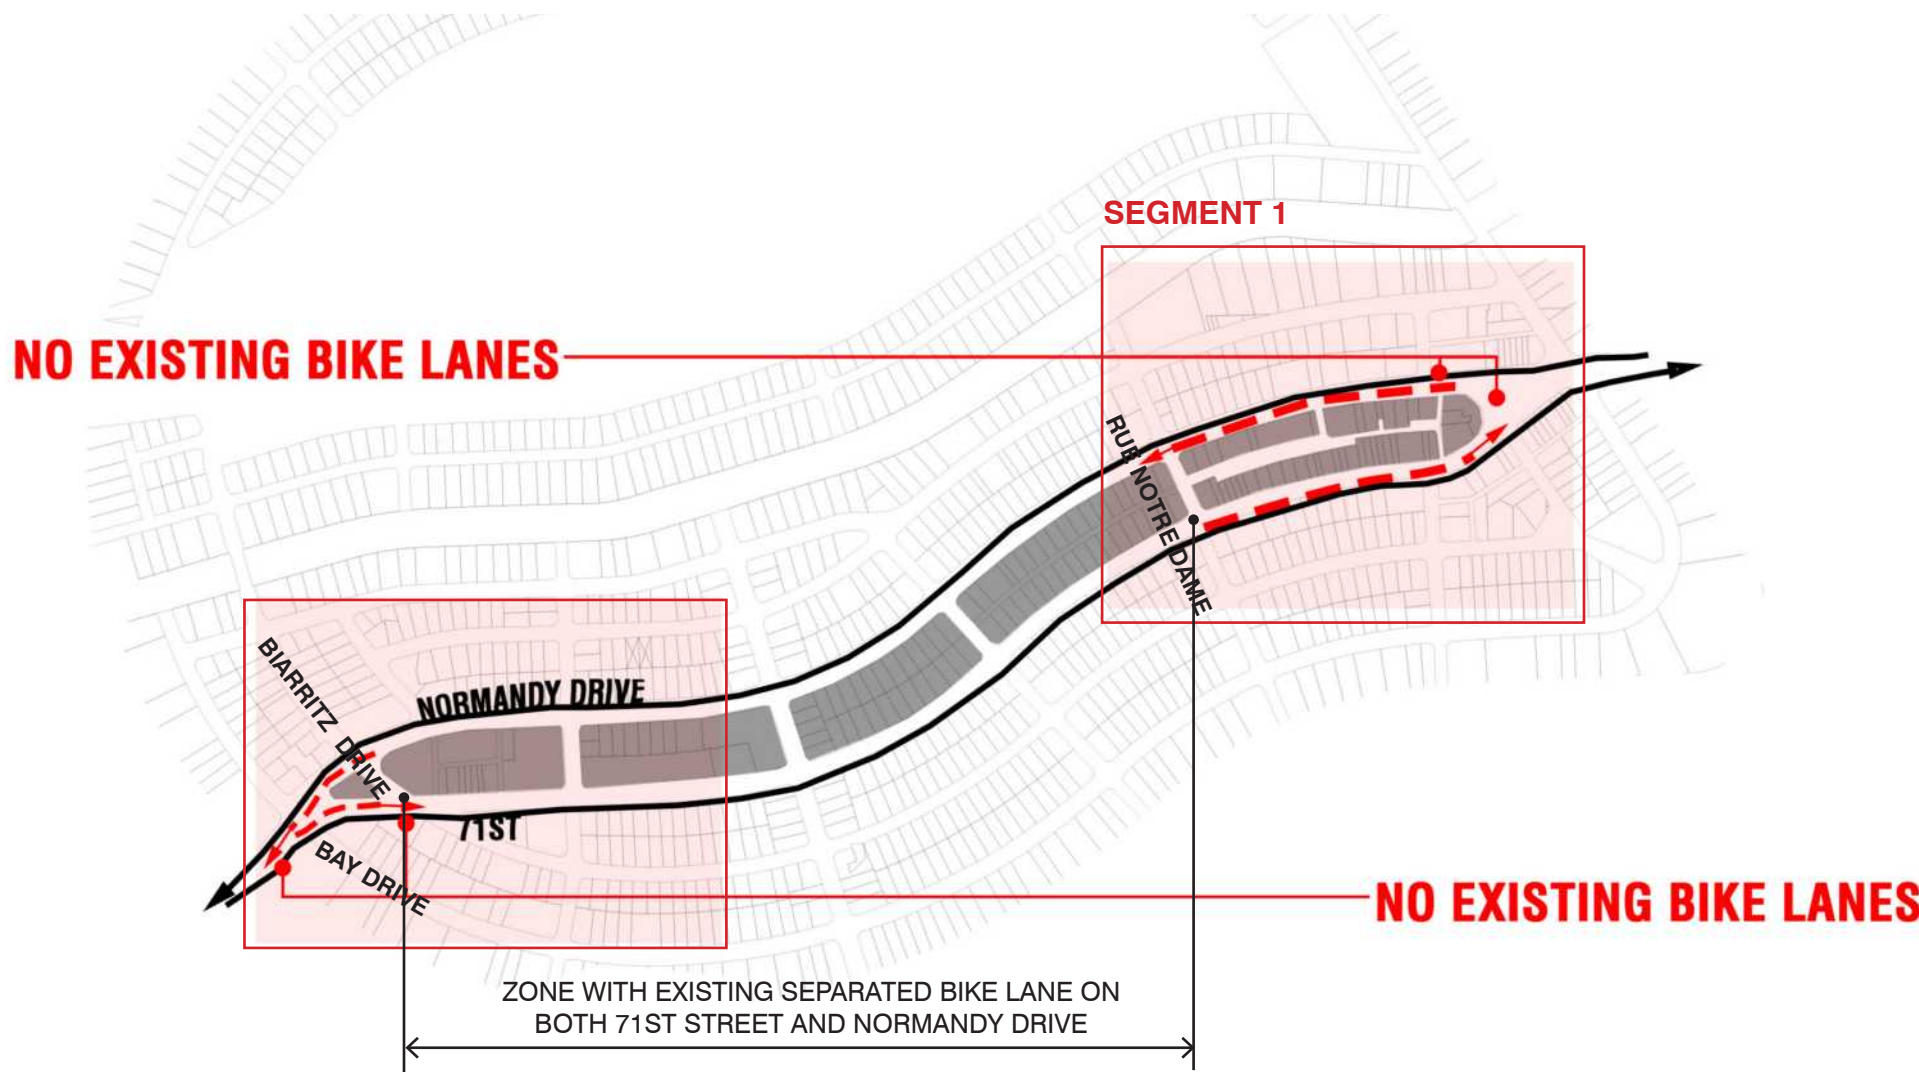 SEGMENT 1
NO EXISTING BIKE LANES
RUE NOTRE DAME
BIARRITZ DRIVE
NORMANDY DRIVE
71ST
BAY DRIVE
NO EXISTING BIKE LANES
ZONE WITH EXISTING SEPARATED BIKE LANE ON
BOTH 71ST STREET AND NORMANDY DRIVE